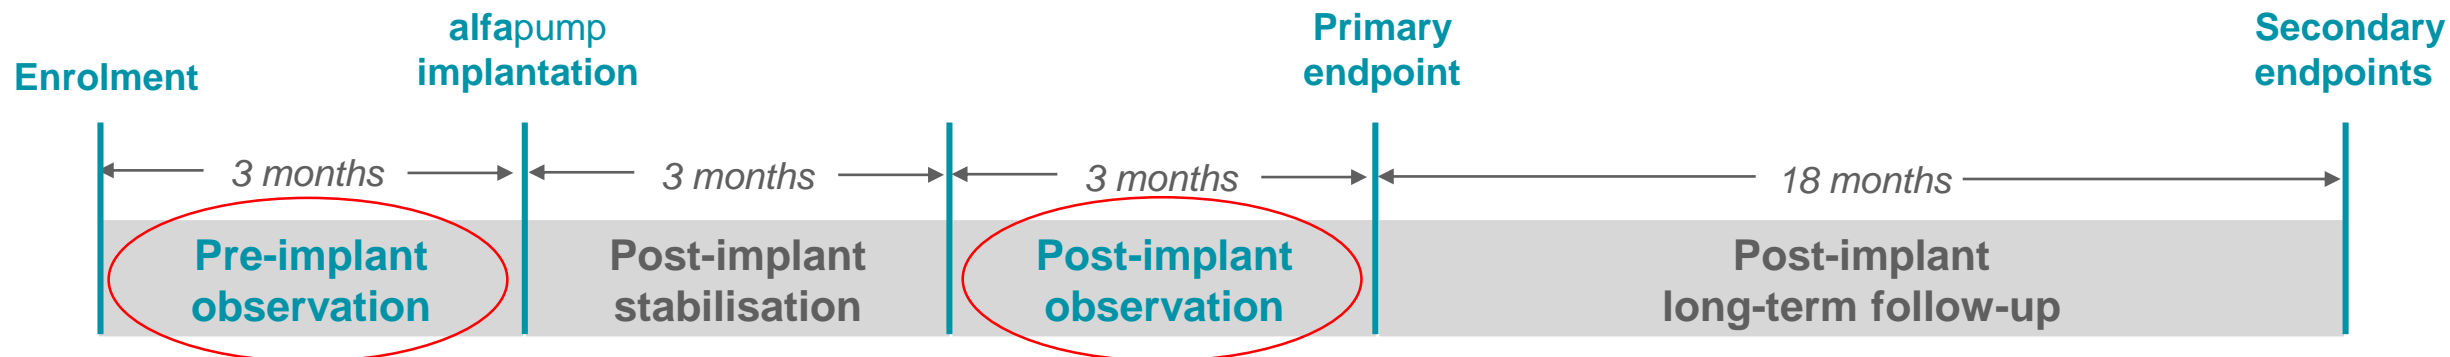 Enrolment
alfapump
implantation
Primary
endpoint
Secondary
endpoints
3 months
3 months
3 months
18 months
Pre-implant
observation
Post-implant
stabilisation
Post-implant
observation
Post-implant
long-term follow-up